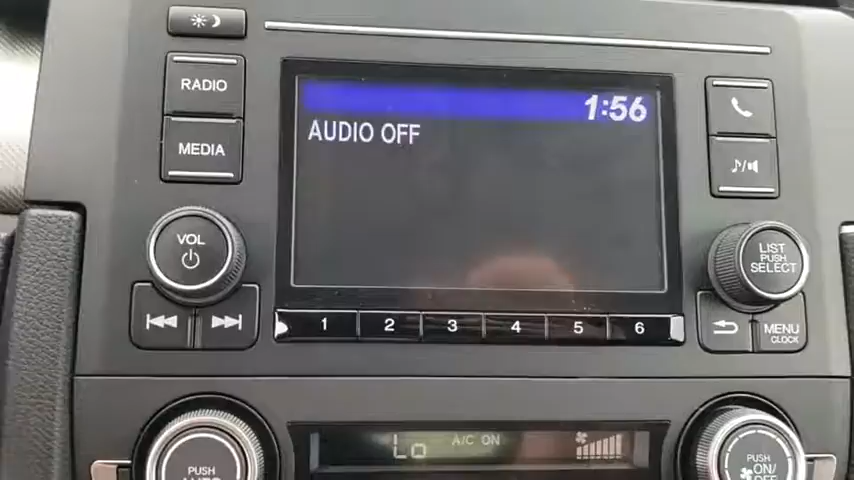 RADIO
MEDIA
1:56
AUDIO OFF
VOL
LIST
PUSH
SELECT
1 2 3 4 5 6
MENU
CLOCK
Lo
A/C ON
PUSH
AUTO
PUSH
ON/
OFF